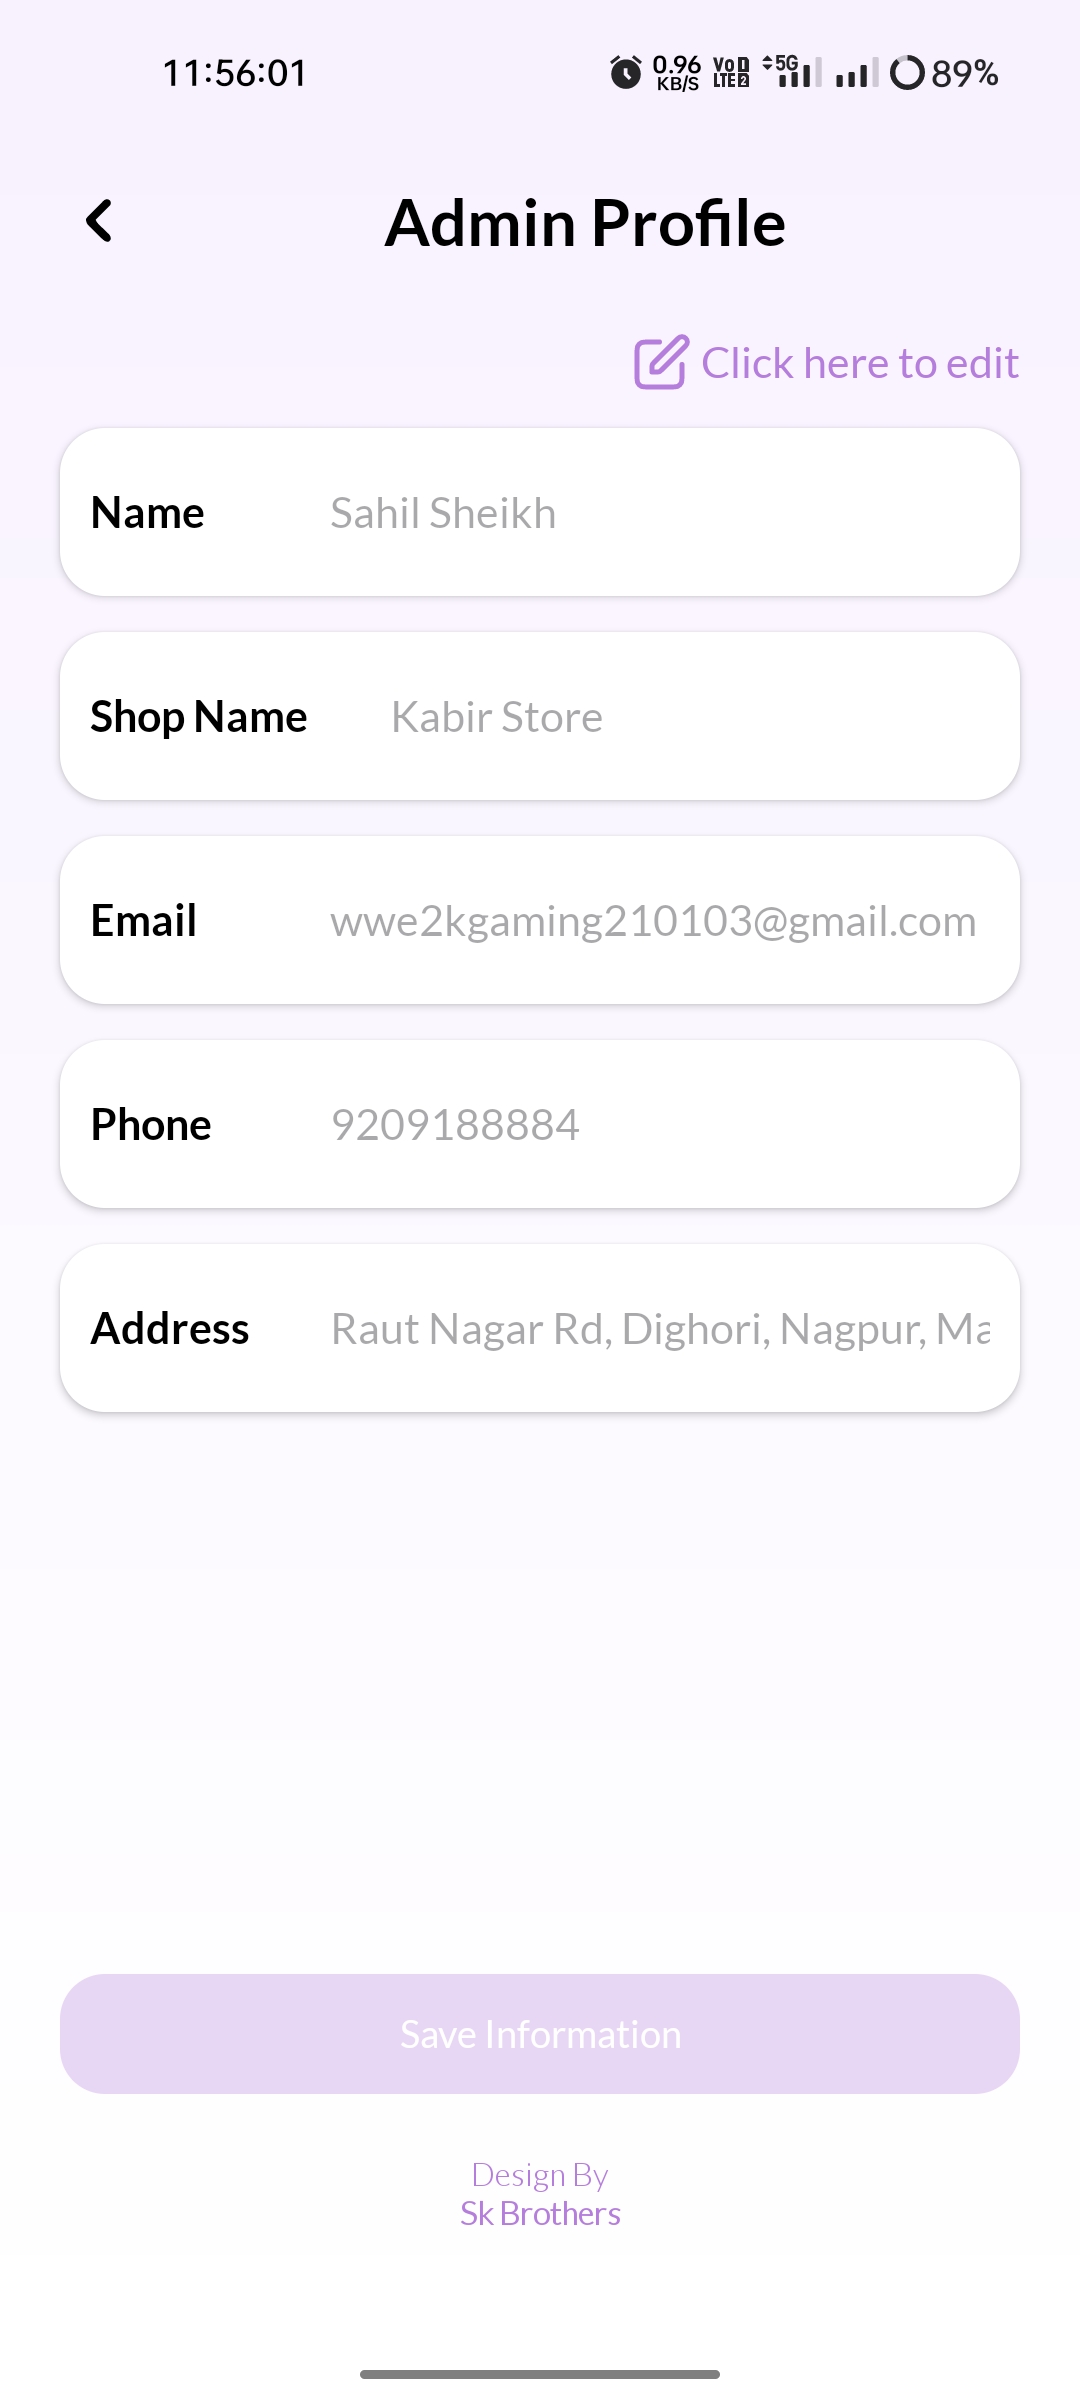 11:56:01 0.96 KB/S VoD LTE 2 5G 89%
Admin Profile
Click here to edit
Name Sahil Sheikh
Shop Name Kabir Store
Email wwe2kgaming210103@gmail.com
Phone 9209188884
Address Raut Nagar Rd, Dighori, Nagpur, Ma
Save Information
Design By
Sk Brothers